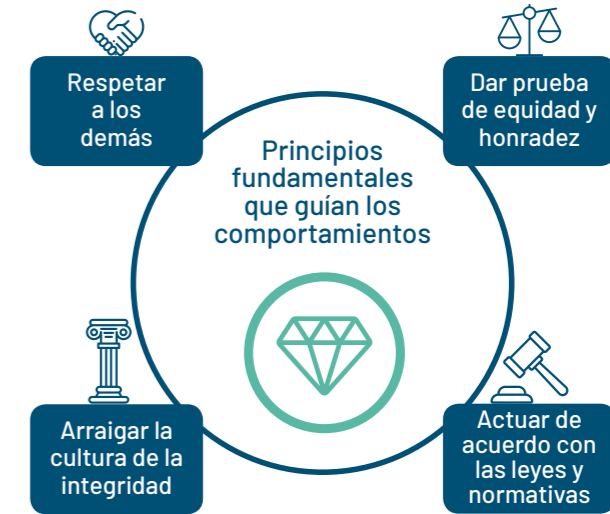 Respetar
a los
demás
Dar prueba
de equidad y
honradez
Principios
fundamentales
que guían los
comportamientos
Arraigar la
cultura de la
integridad
Actuar de
acuerdo con
las leyes y
normativas